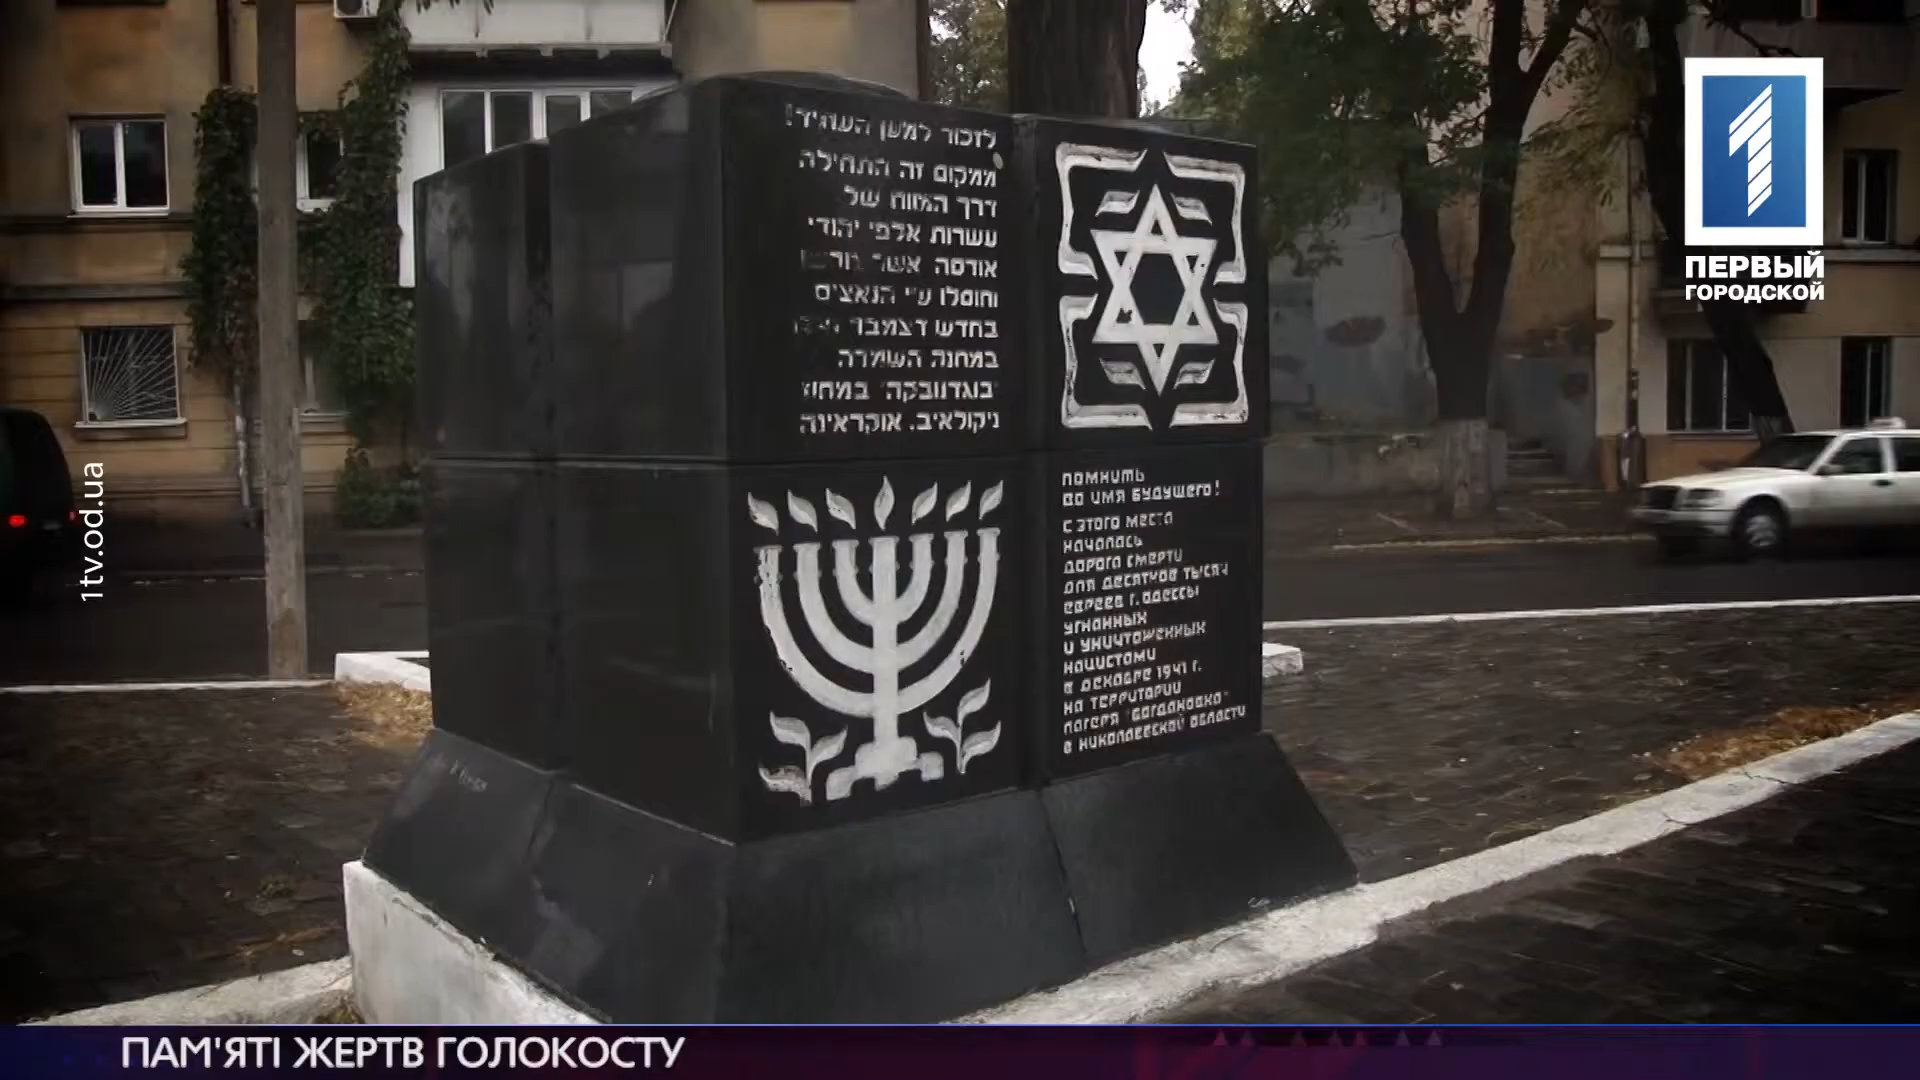 לזכור למען העתיד!
ממקום זה התחילה
דרך המוות של
עשרות אלפי יהודי
אודסה אשר
וחוסלו ע"י הנאצים
בחדש דצמבר
במחנה השמדה
"בוגדנובקה" במחוז
ניקולאיב. אוקראינה
помнить
во имя будущего!
с этого места
началась
дорога смерти
для десятков тысяч
евреев г. одессы
угнанных
и уничтоженных
нацистами
в декабре 1941 г.
на территории
лагеря "богдановка"
в николаевской области
1
ПЕРВЫЙ
ГОРОДСКОЙ
1tv.od.ua
ПАМ'ЯТІ ЖЕРТВ ГОЛОКОСТУ